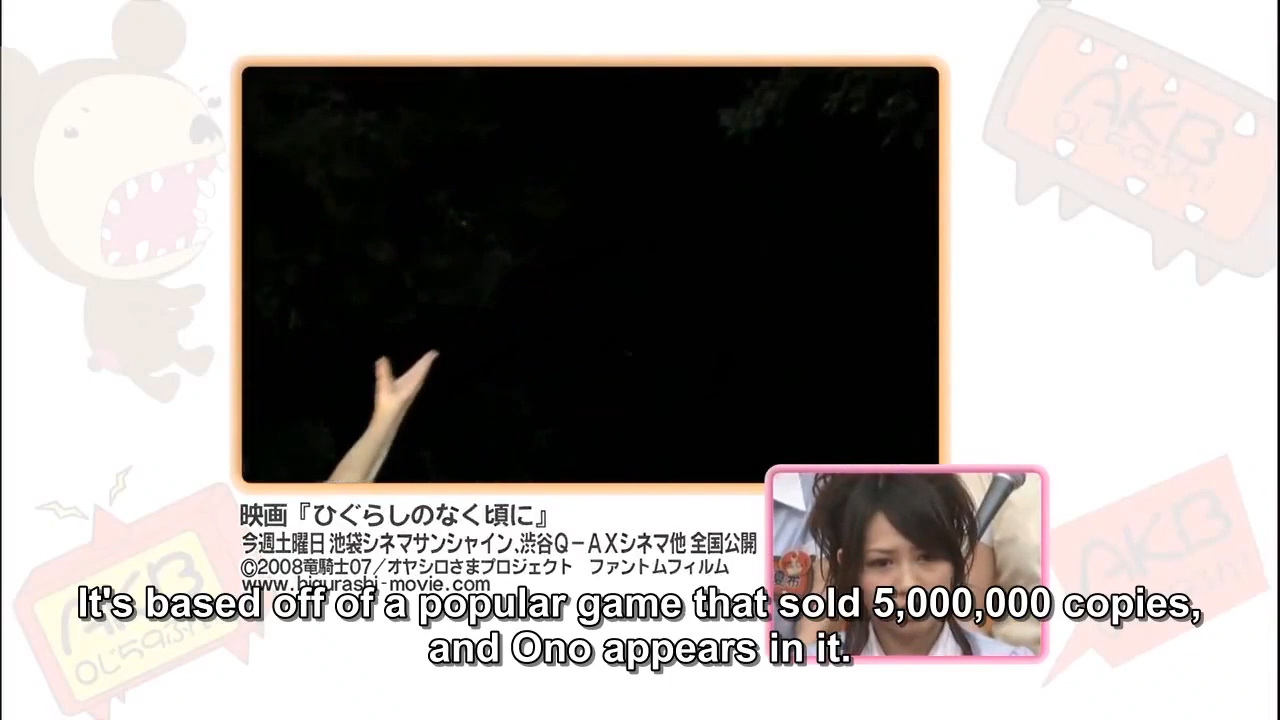 AKB
映画『ひぐらしのなく頃に』
今週土曜日 池袋シネマサンシャイン、渋谷Q-AXシネマ他 全国公開
©2008竜騎士07／オヤシロさまプロジェクト　ファントムフィルム
www.higurashi-movie.com
It's based off of a popular game that sold 5,000,000 copies,
and Ono appears in it.
AKB
AKB